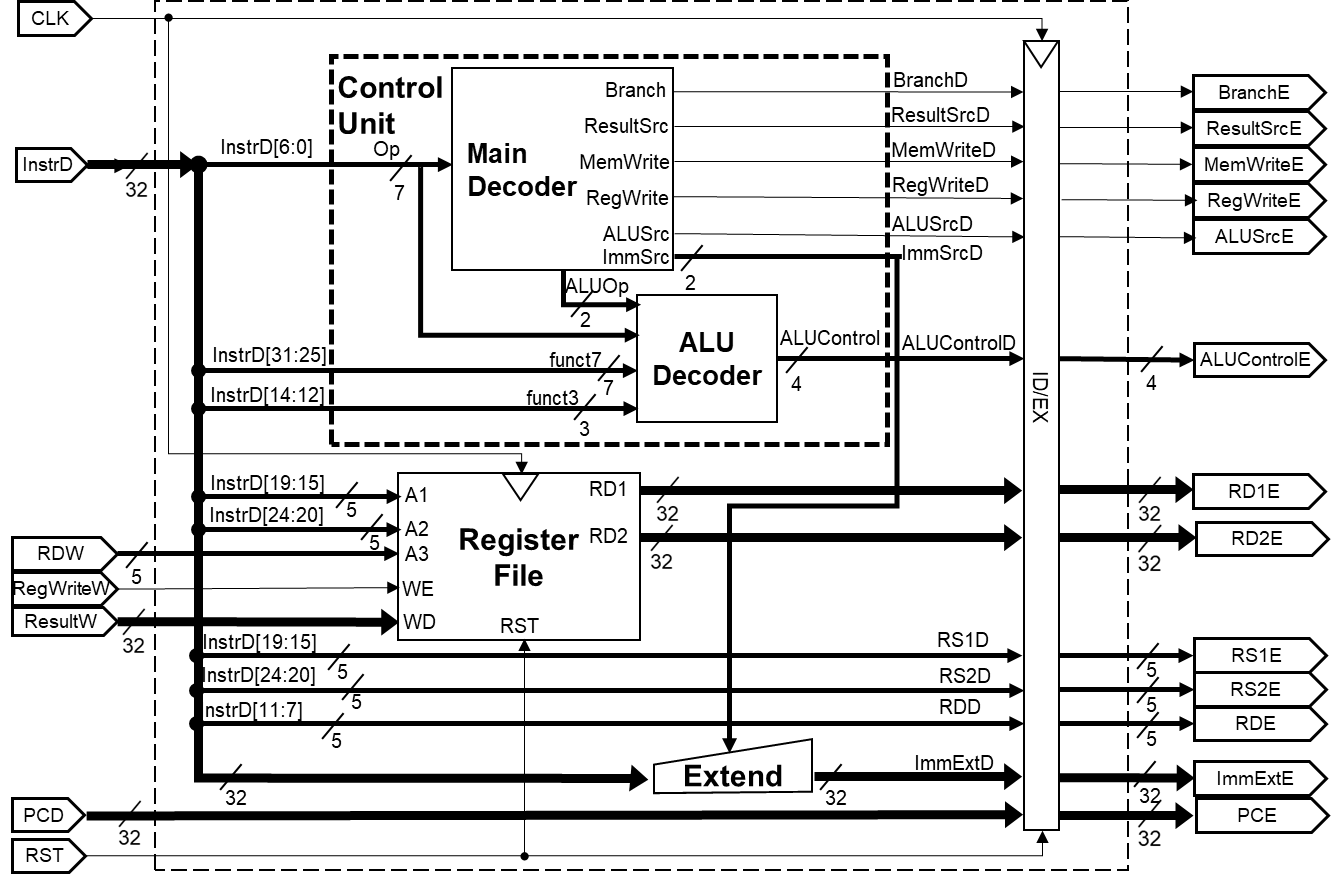 CLK
Control
Unit
InstrD
32
InstrD[6:0]
Op
7
Main
Decoder
Branch
ResultSrc
MemWrite
RegWrite
ALUSrc
ImmSrc
2
BranchD
ResultSrcD
MemWriteD
RegWriteD
ALUSrcD
ImmSrcD
BranchE
ResultSrcE
MemWriteE
RegWriteE
ALUSrcE
ALUOp
2
InstrD[31:25]
funct7
7
InstrD[14:12]
funct3
3
ALU
Decoder
ALUControl
4
ALUControlD
ID/EX
4
ALUControlE
InstrD[19:15]
5
A1
InstrD[24:20]
5
A2
RDW
5
A3
RegWriteW
WE
ResultW
32
WD
Register
File
RST
RD1
32
RD2
32
32
RD1E
32
RD2E
InstrD[19:15]
5
RS1D
5
RS1E
InstrD[24:20]
5
RS2D
5
RS2E
nstrD[11:7]
5
RDD
5
RDE
32
Extend
ImmExtD
32
32
ImmExtE
PCD
32
32
PCE
RST